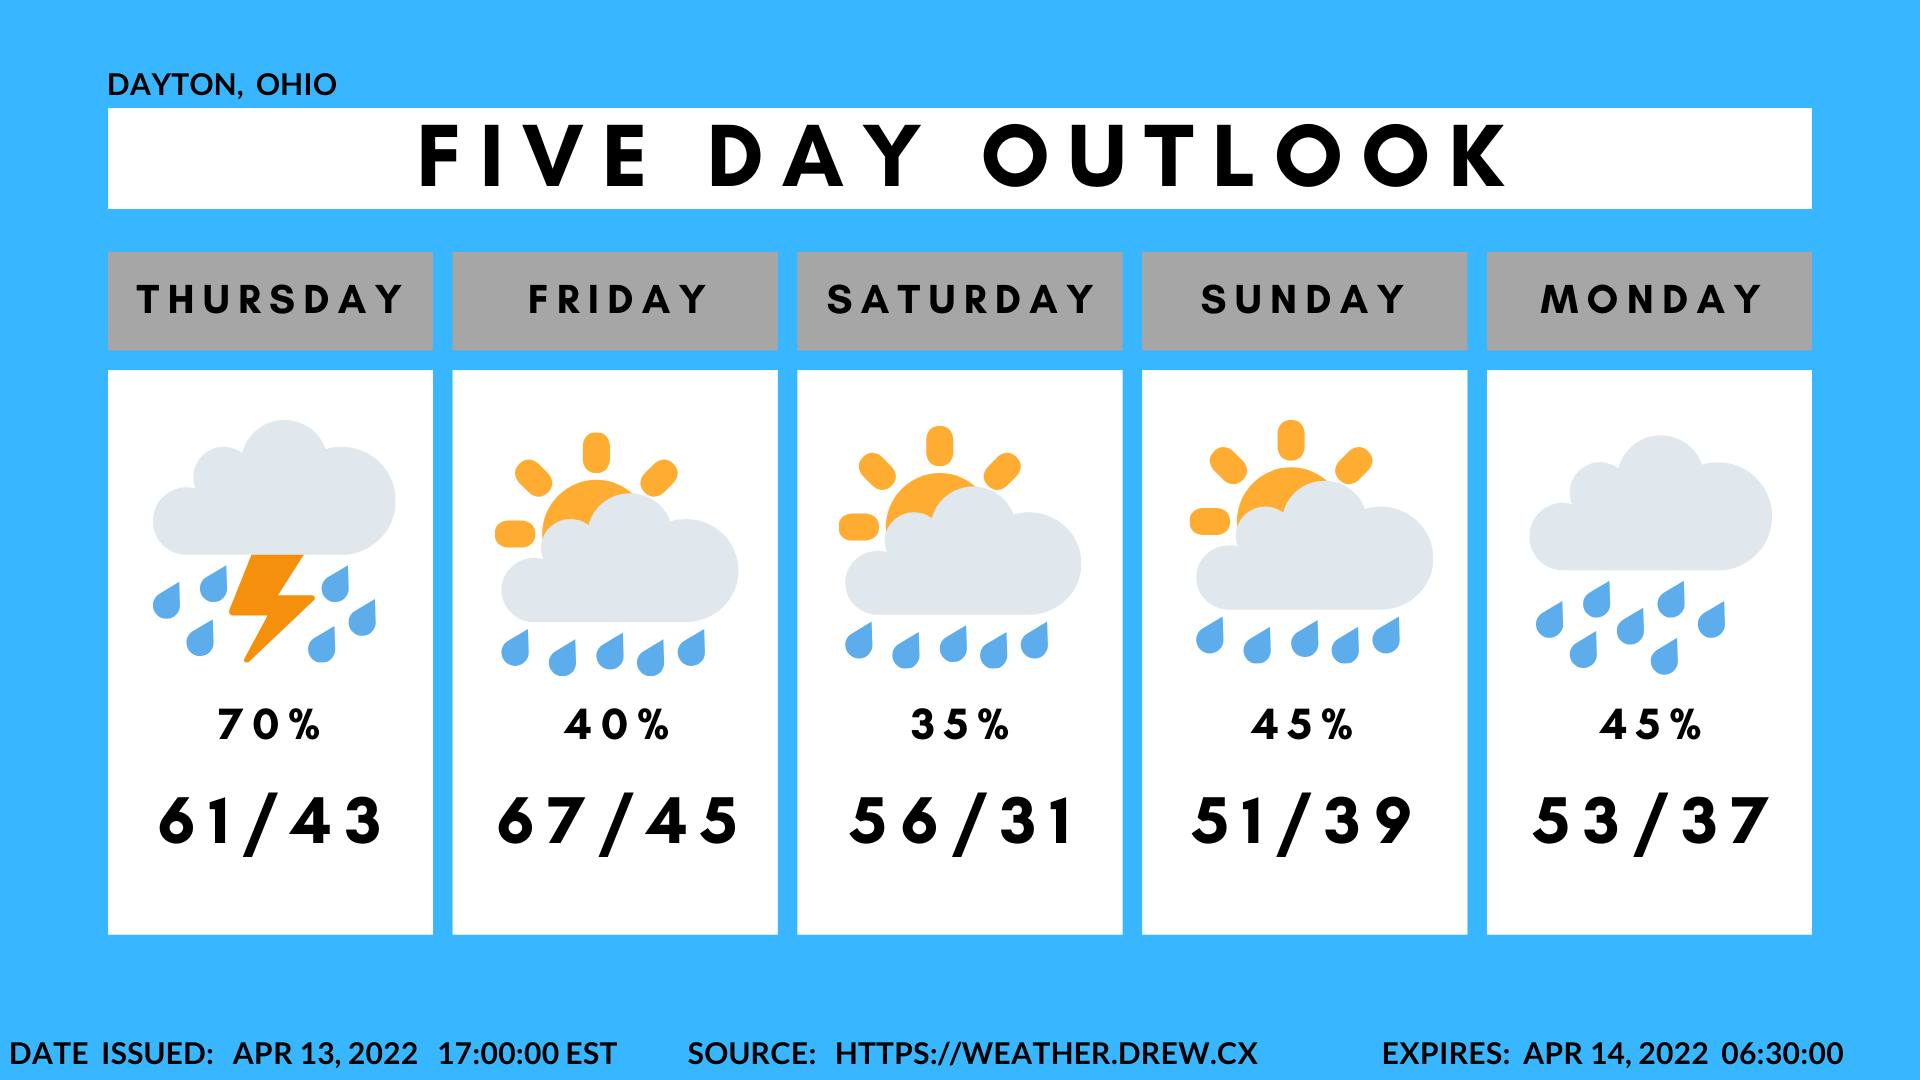 DAYTON, OHIO
FIVE DAY OUTLOOK
THURSDAY FRIDAY SATURDAY SUNDAY MONDAY
70% 40% 35% 45% 45%
61/43 67/45 56/31 51/39 53/37
DATE ISSUED: APR 13, 2022 17:00:00 EST SOURCE: HTTPS://WEATHER.DREW.CX EXPIRES: APR 14, 2022 06:30:00